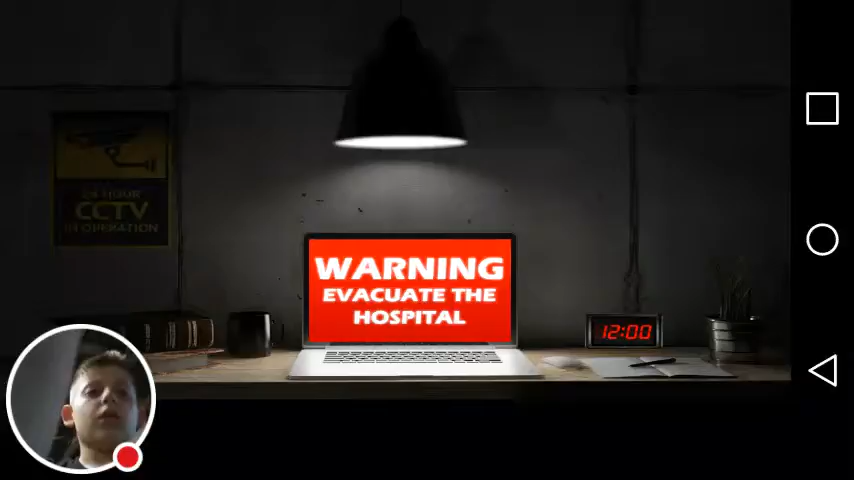 24 HOUR
CCTV
IN OPERATION
WARNING
EVACUATE THE
HOSPITAL
12:00